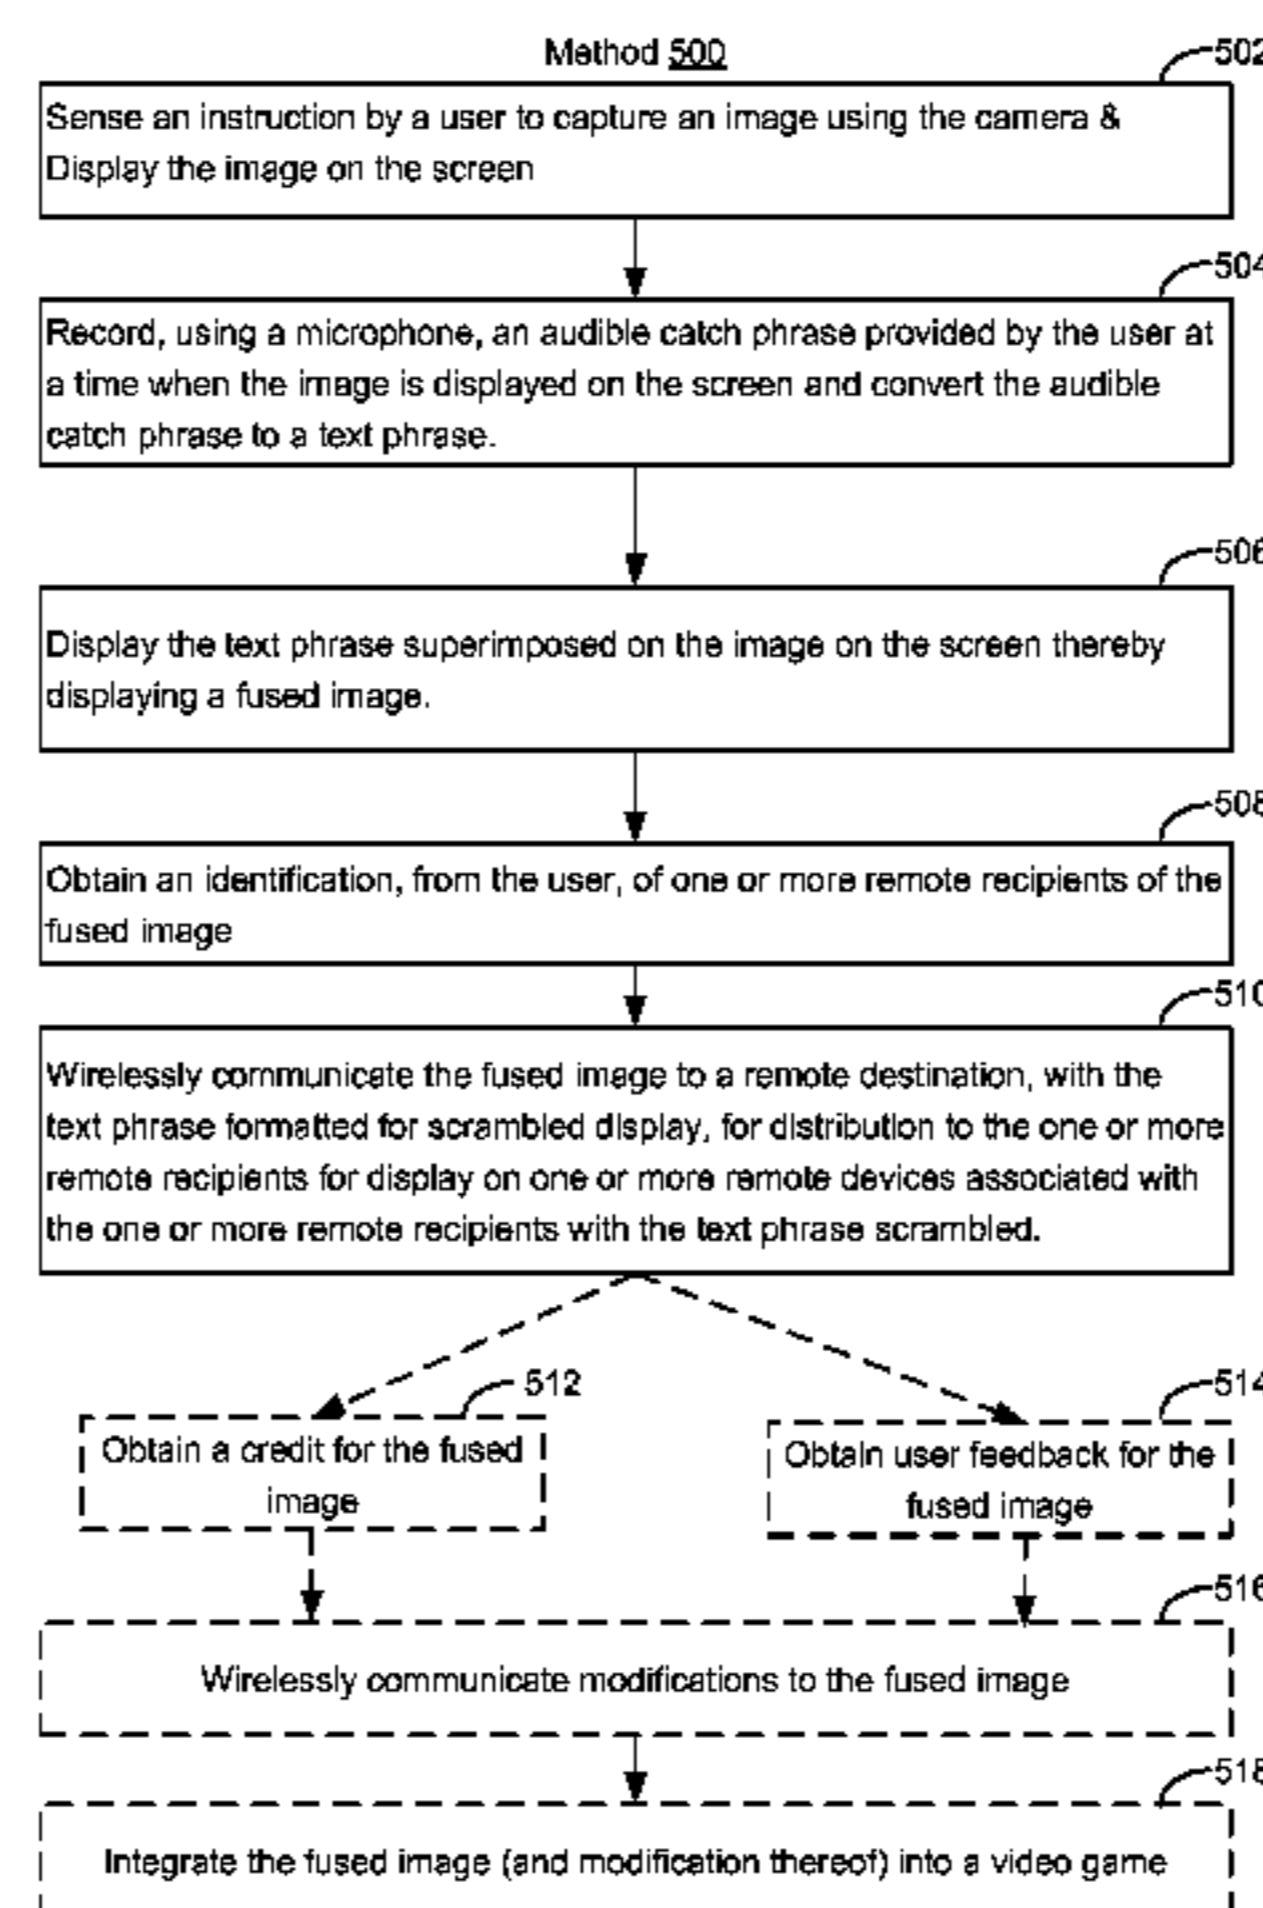 Method 500
502
Sense an instruction by a user to capture an image using the camera &
Display the image on the screen
504
Record, using a microphone, an audible catch phrase provided by the user at
a time when the image is displayed on the screen and convert the audible
catch phrase to a text phrase.
506
Display the text phrase superimposed on the image on the screen thereby
displaying a fused image.
508
Obtain an identification, from the user, of one or more remote recipients of the
fused image
510
Wirelessly communicate the fused image to a remote destination, with the
text phrase formatted for scrambled display, for distribution to the one or more
remote recipients for display on one or more remote devices associated with
the one or more remote recipients with the text phrase scrambled.
512
514
Obtain a credit for the fused
image
Obtain user feedback for the
fused image
516
Wirelessly communicate modifications to the fused image
518
Integrate the fused image (and modification thereof) into a video game